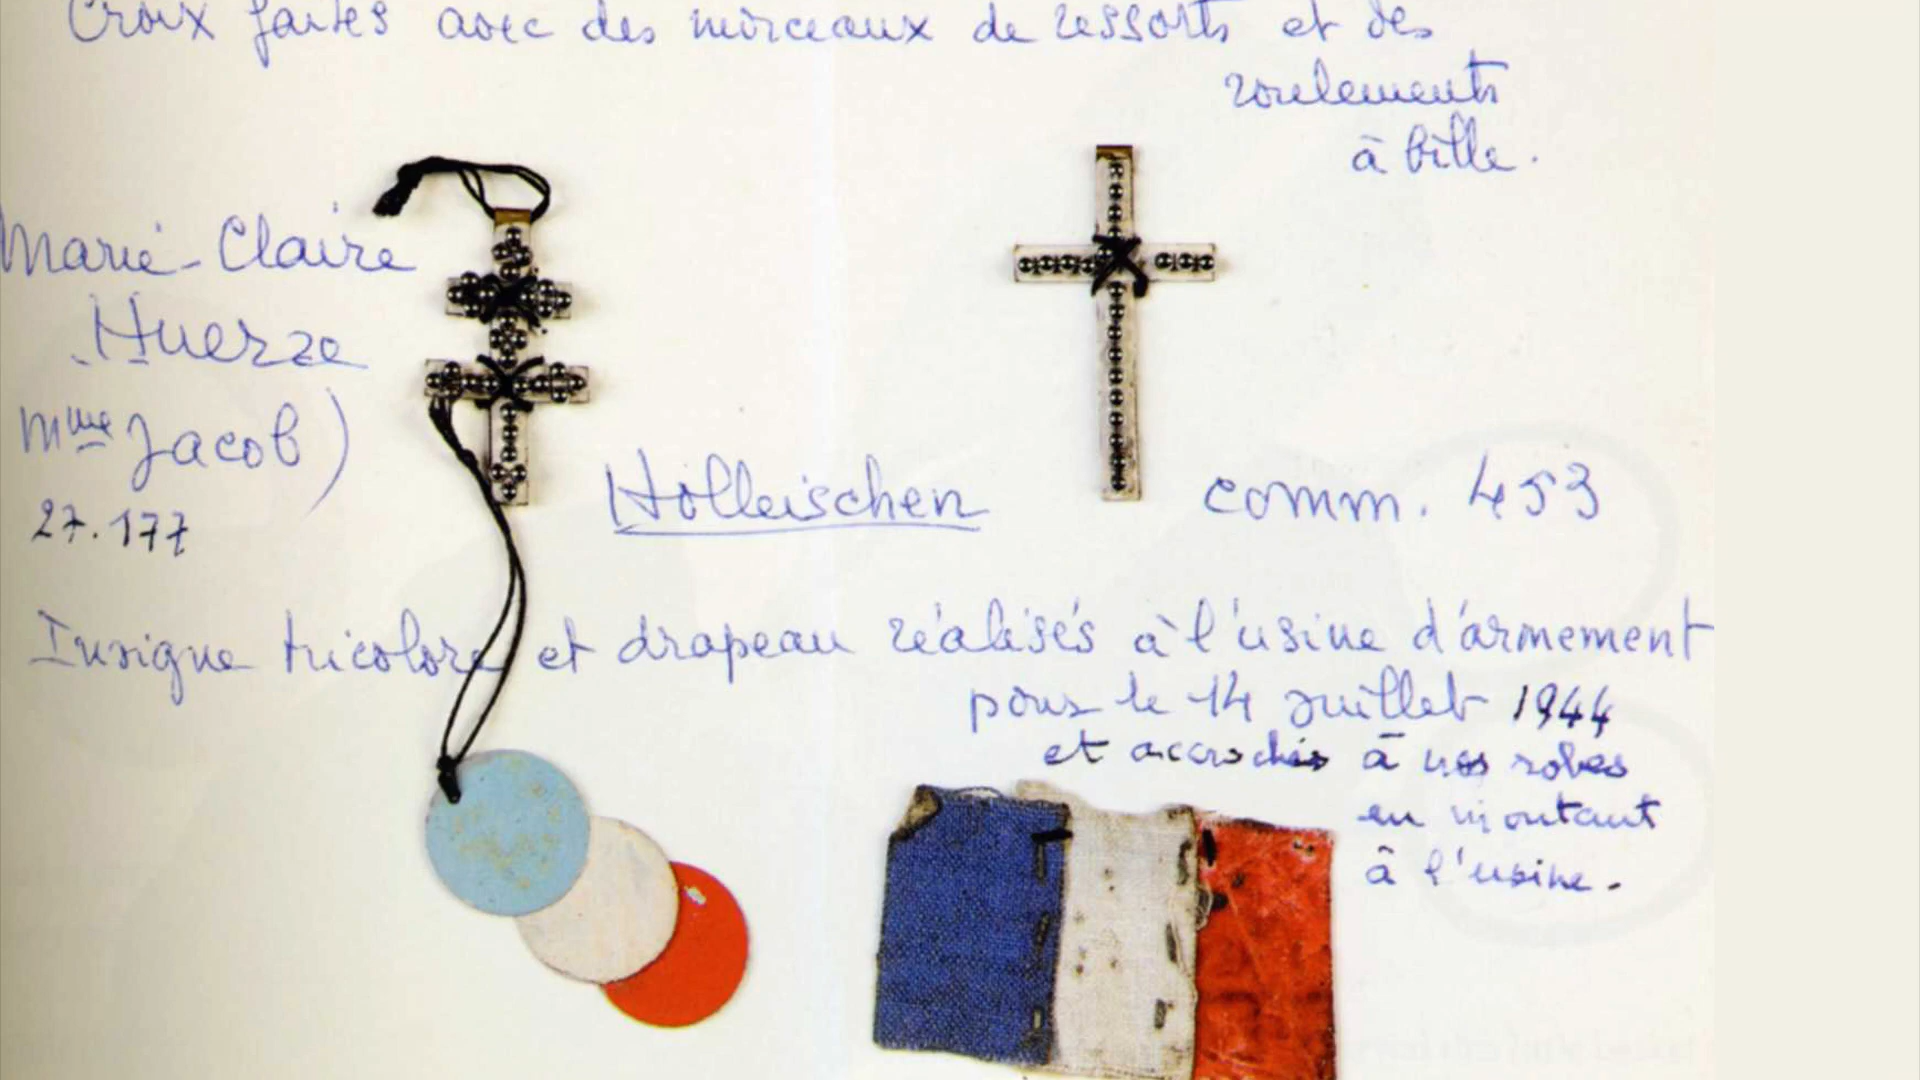 Croix faites avec des morceaux de ressorts et des
roulements
à bille.
Marie-Claire
Huerze
Mme Jacob)
27.177
Holleischen
comm. 453
Insigne tricolore et drapeau réalisés à l'usine d'armement
pour le 14 juillet 1944
et accrochés à nos robes
en montant
à l'usine.